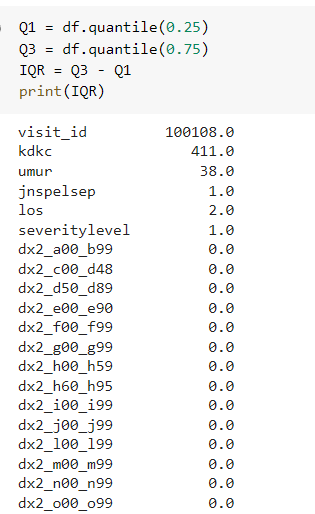 Q1 = df.quantile(0.25)
Q3 = df.quantile(0.75)
IQR = Q3 - Q1
print(IQR)
visit_id 100108.0
kdkc 411.0
umur 38.0
jnspelsep 1.0
los 2.0
severitylevel 1.0
dx2_a00_b99 0.0
dx2_c00_d48 0.0
dx2_d50_d89 0.0
dx2_e00_e90 0.0
dx2_f00_f99 0.0
dx2_g00_g99 0.0
dx2_h00_h59 0.0
dx2_h60_h95 0.0
dx2_i00_i99 0.0
dx2_j00_j99 0.0
dx2_l00_l99 0.0
dx2_m00_m99 0.0
dx2_n00_n99 0.0
dx2_o00_o99 0.0